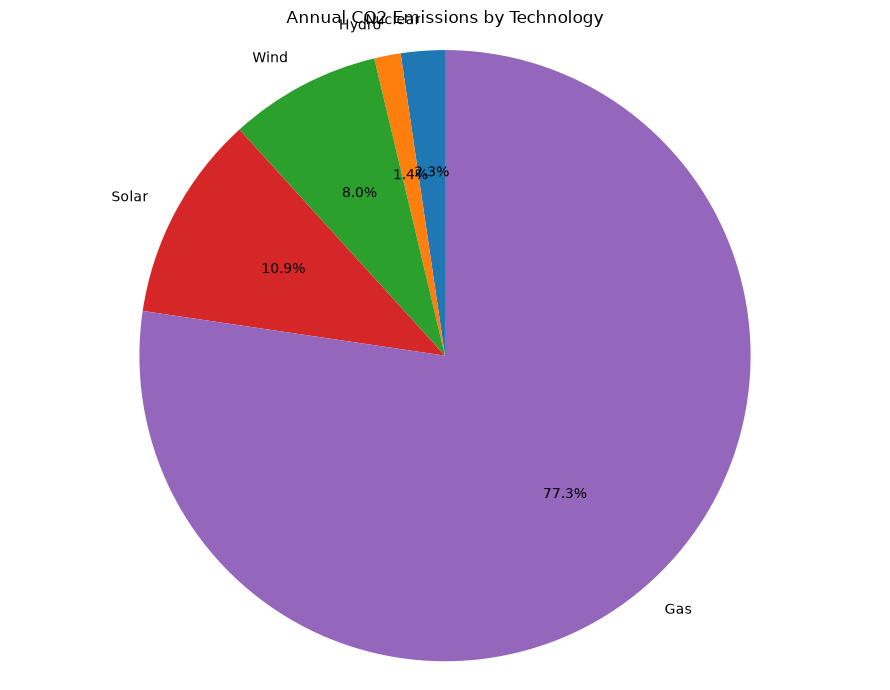 Annual CO2 Emissions by Technology
Nuclear
Hydro
Wind
Solar
Gas
2.3%
1.4%
8.0%
10.9%
77.3%